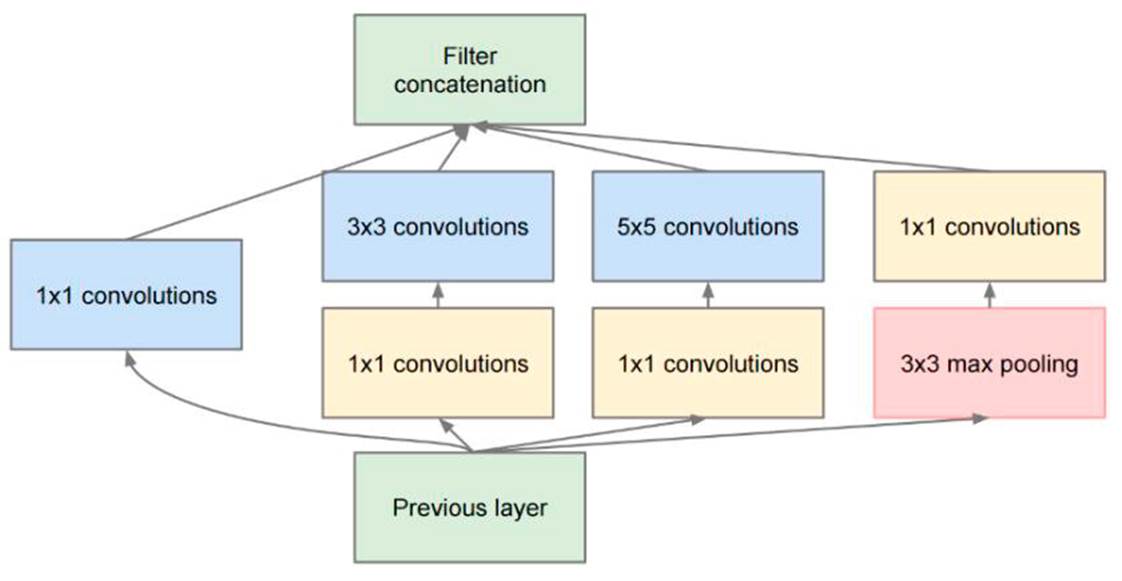 Filter
concatenation
3x3 convolutions
5x5 convolutions
1x1 convolutions
1x1 convolutions
1x1 convolutions
1x1 convolutions
3x3 max pooling
Previous layer